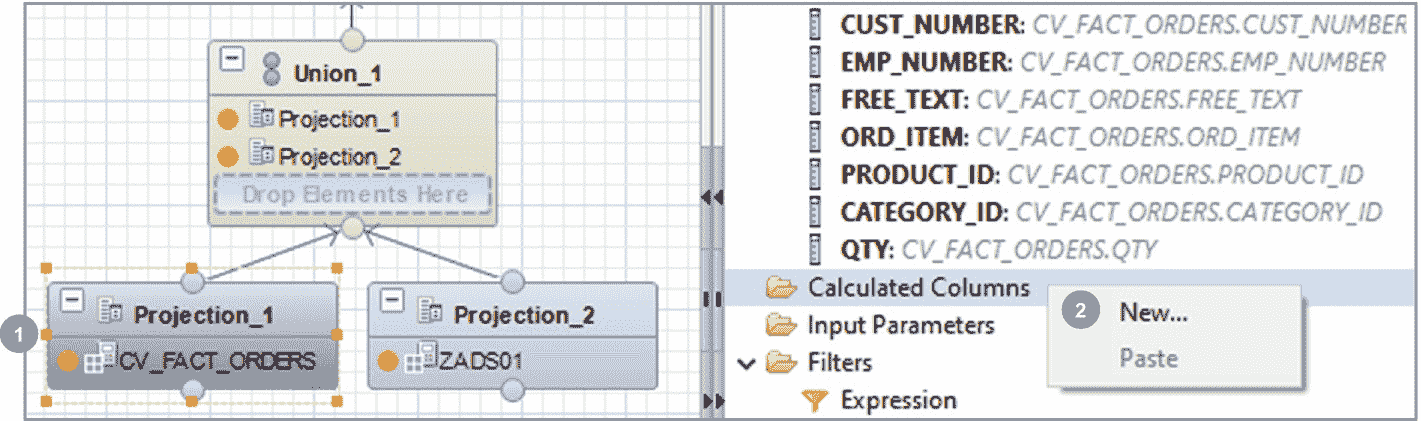 Union_1
Projection_1
Projection_2
Drop Elements Here
1
Projection_1
CV_FACT_ORDERS
Projection_2
ZADS01
CUST_NUMBER: CV_FACT_ORDERS.CUST_NUMBER
EMP_NUMBER: CV_FACT_ORDERS.EMP_NUMBER
FREE_TEXT: CV_FACT_ORDERS.FREE_TEXT
ORD_ITEM: CV_FACT_ORDERS.ORD_ITEM
PRODUCT_ID: CV_FACT_ORDERS.PRODUCT_ID
CATEGORY_ID: CV_FACT_ORDERS.CATEGORY_ID
QTY: CV_FACT_ORDERS.QTY
Calculated Columns
Input Parameters
Filters
Expression
2 New...
Paste